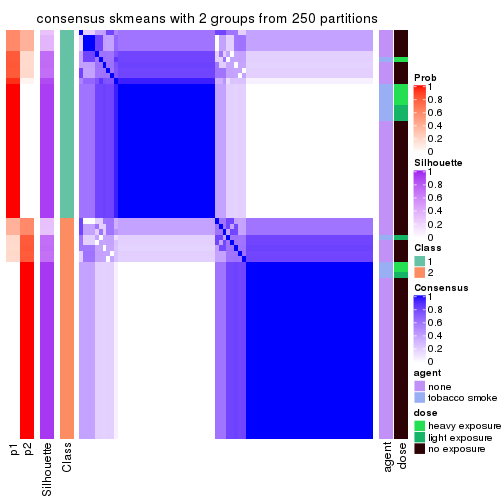 consensus skmeans with 2 groups from 250 partitions
Prob
1
0.8
0.6
0.4
0.2
0
Silhouette
1
0.8
0.6
0.4
0.2
0
Class
1
2
Consensus
1
0.8
0.6
0.4
0.2
0
agent
none
tobacco smoke
dose
heavy exposure
light exposure
no exposure
p1
p2
Silhouette
Class
agent
dose